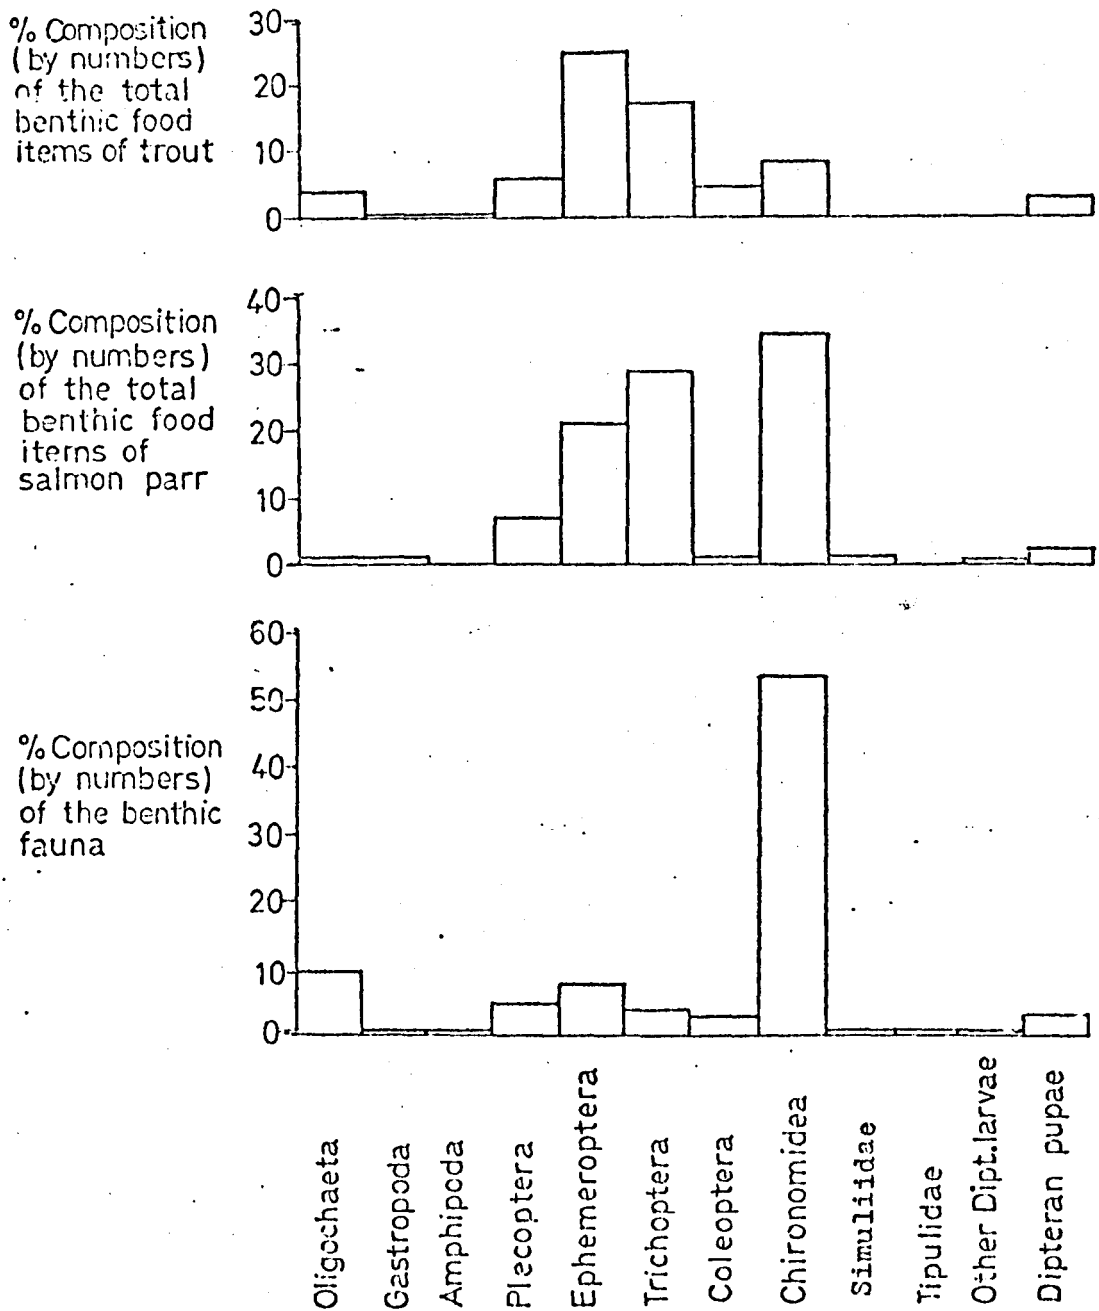 % Composition
(by numbers)
of the total
benthic food
items of trout
30
20
10
0
% Composition
(by numbers)
of the total
benthic food
items of
salmon parr
40
30
20
10
0
% Composition
(by numbers)
of the benthic
fauna
60
50
40
30
20
10
0
Oligochaeta
Gastropoda
Amphipoda
Plecoptera
Ephemeroptera
Trichoptera
Coleoptera
Chironomidea
Simuliidae
Tipulidae
Other Dipt.larvae
Dipteran pupae